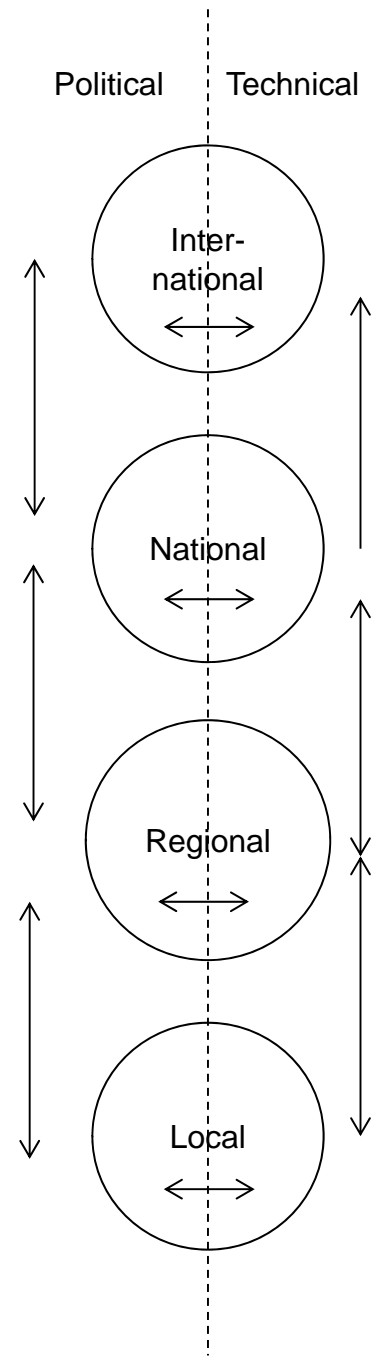 Political Technical
Inter-
national
National
Regional
Local